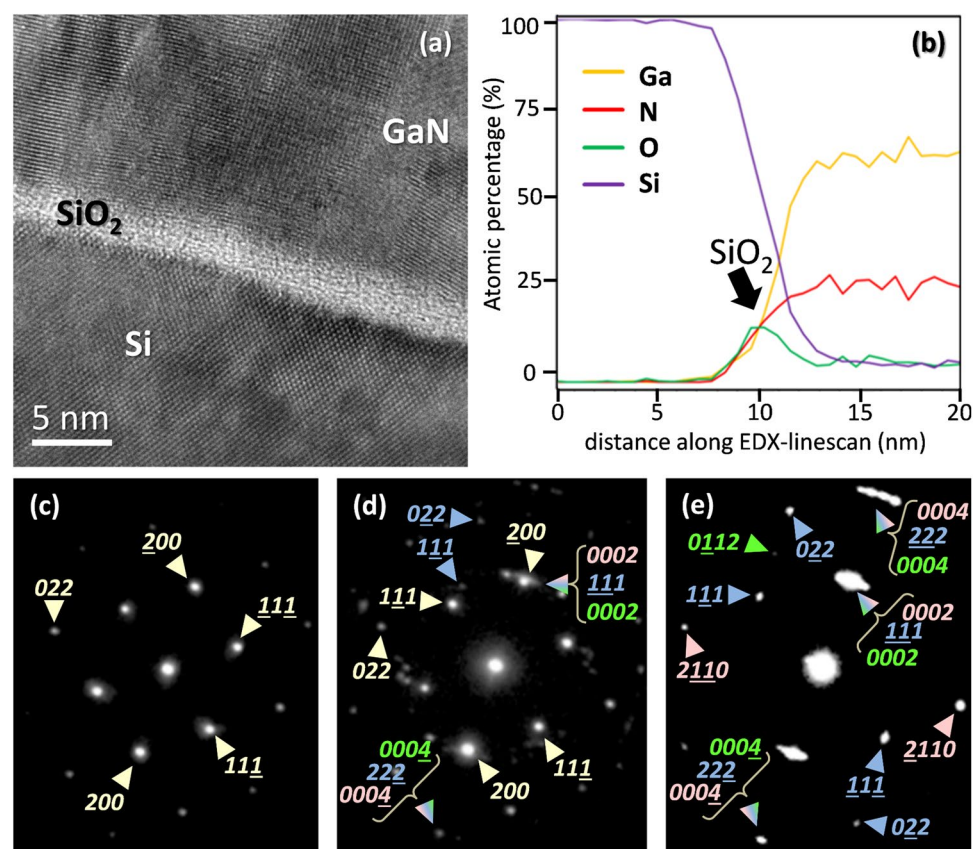 (a)
GaN
SiO₂
Si
5 nm
(b)
Atomic percentage (%)
100
75
50
25
0
Ga
N
O
Si
SiO₂
0 5 10 15 20
distance along EDX-linescan (nm)
(c)
200
022
111
200
111
(d)
022
111
200
0002
111
0002
111
022
0004
222
0004
200
111
(e)
0004
222
0004
0112
022
111
0002
111
0002
2110
2110
0004
222
0004
111
022